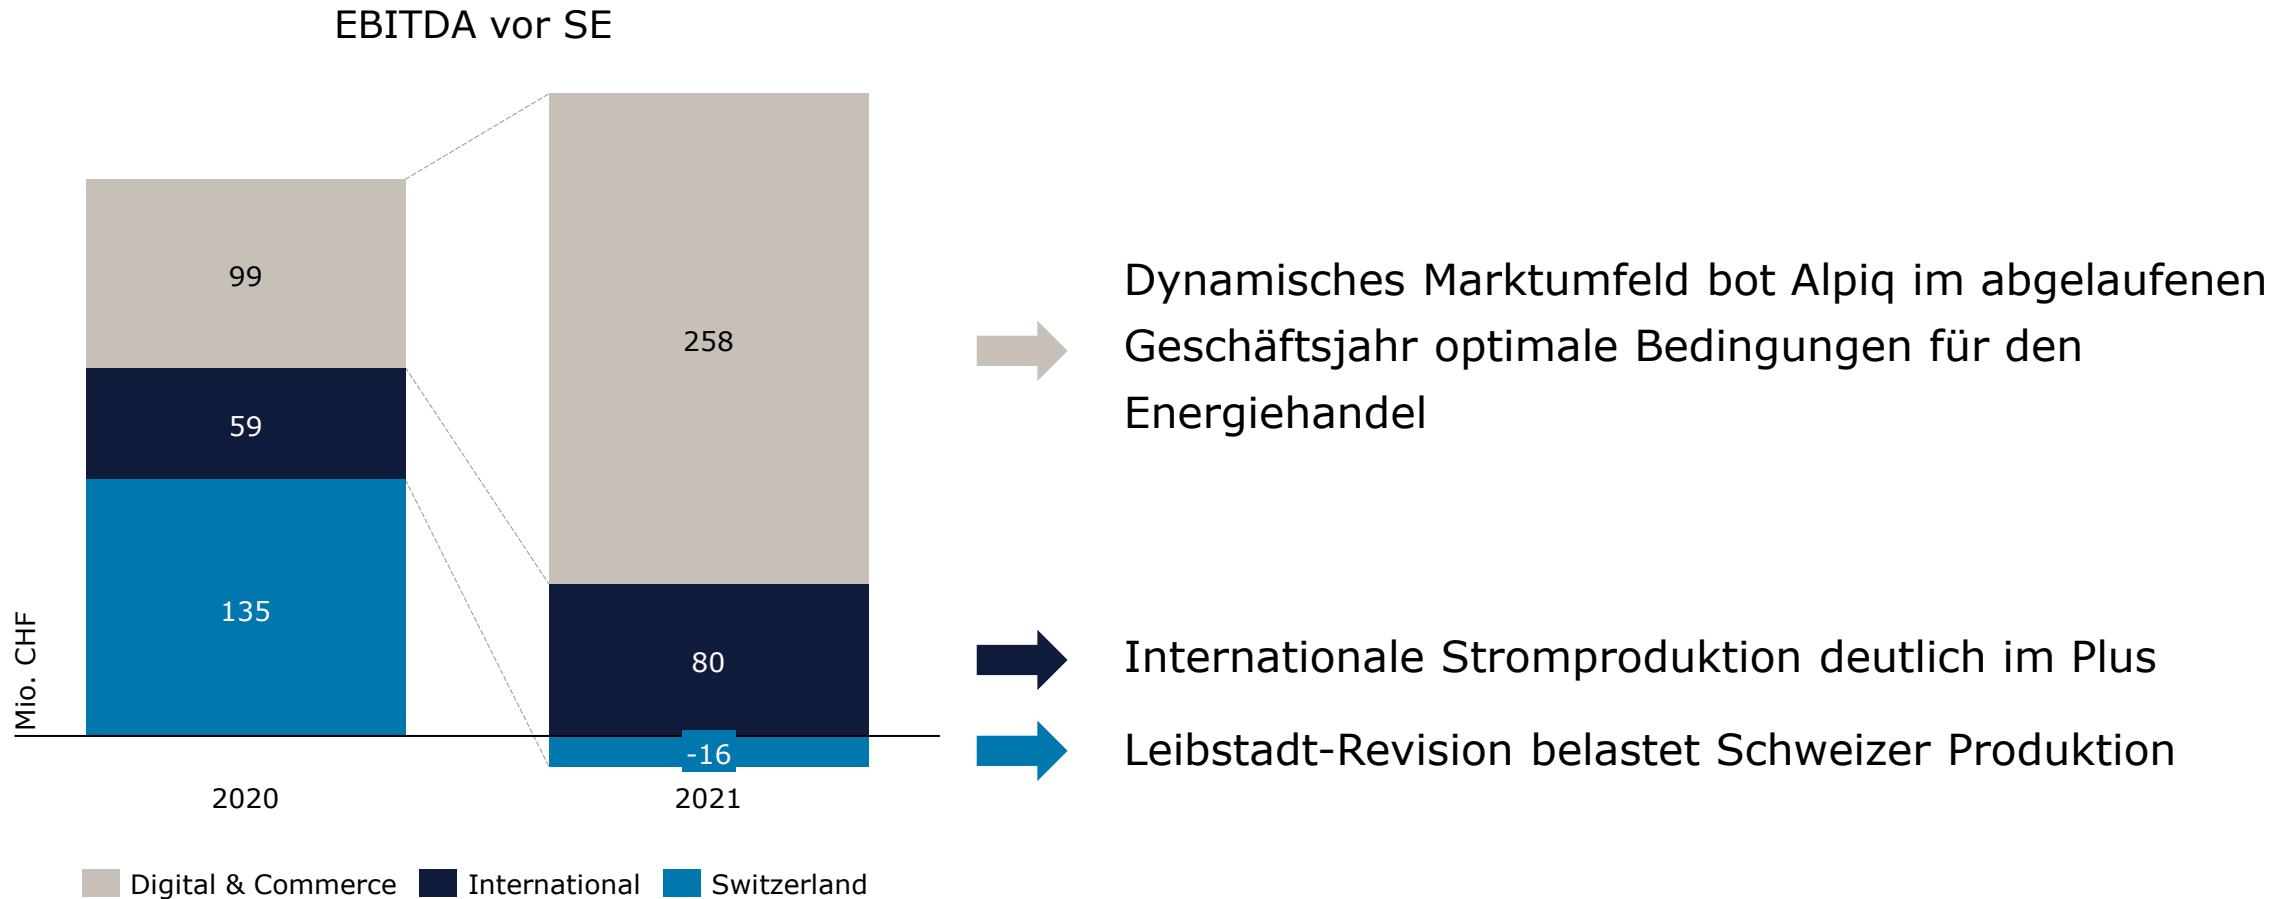 EBITDA vor SE
99
59
135
258
80
-16
Mio. CHF
2020
2021
Digital & Commerce
International
Switzerland
Dynamisches Marktumfeld bot Alpiq im abgelaufenen
Geschäftsjahr optimale Bedingungen für den
Energiehandel
Internationale Stromproduktion deutlich im Plus
Leibstadt-Revision belastet Schweizer Produktion